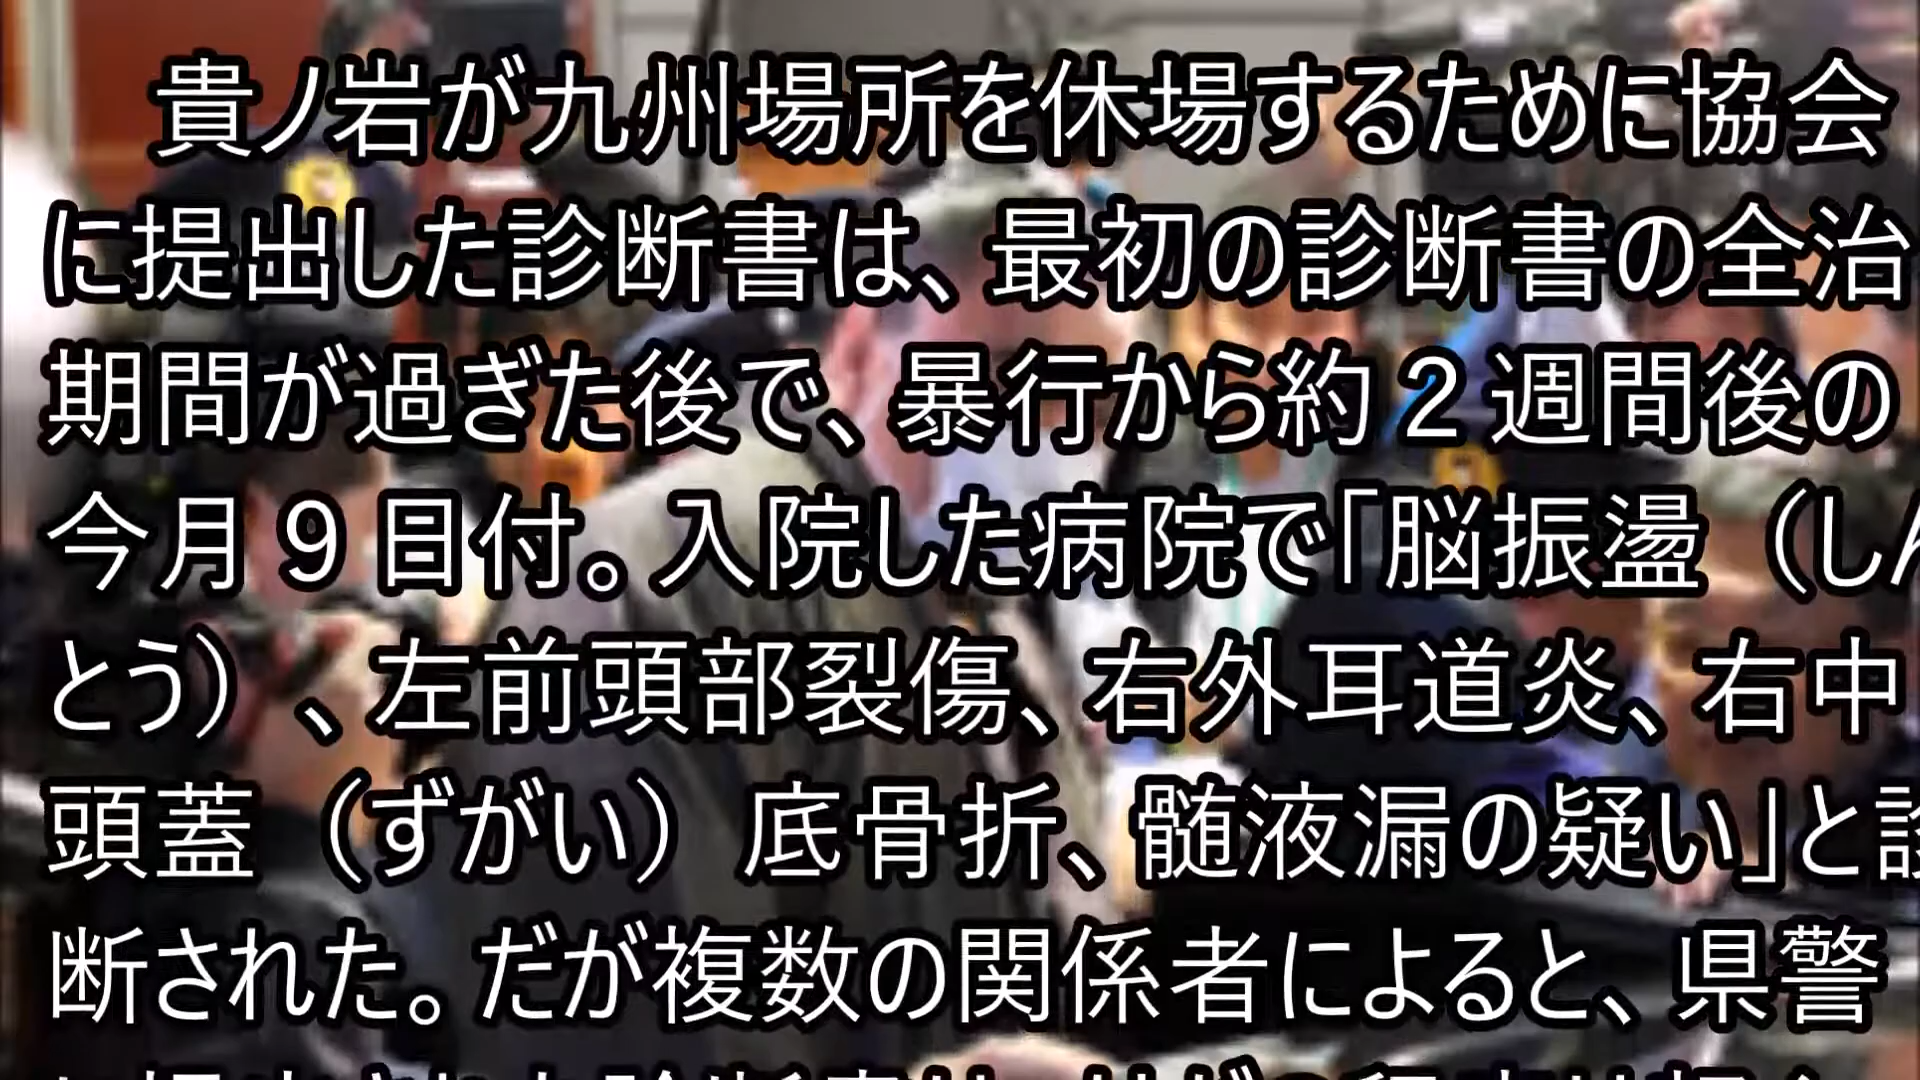 貴ノ岩が九州場所を休場するために協会
に提出した診断書は、最初の診断書の全治
期間が過ぎた後で、暴行から約２週間後の
今月９日付。入院した病院で「脳振盪（しん
とう）、左前頭部裂傷、右外耳道炎、右中
頭蓋（ずがい）底骨折、髄液漏の疑い」と診
断された。だが複数の関係者によると、県警